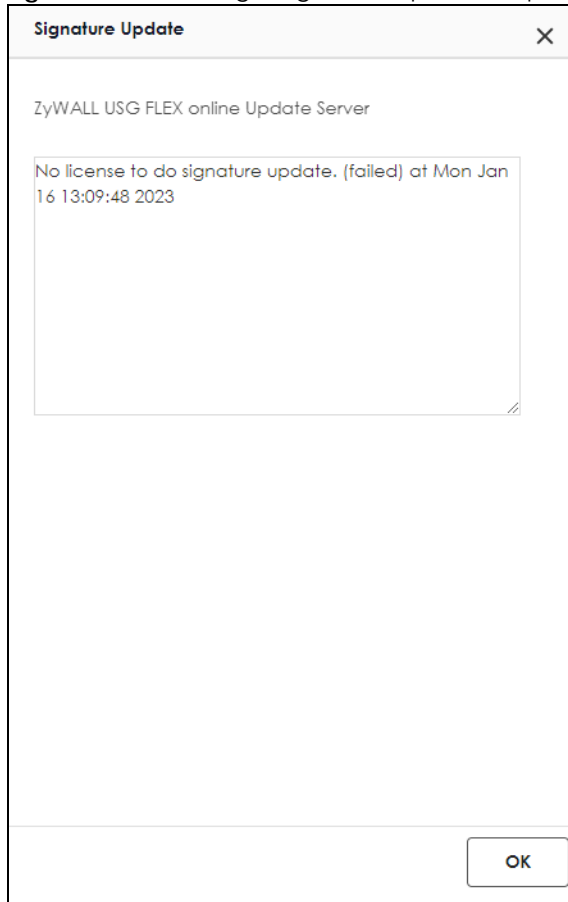 Signature Update
ZyWALL USG FLEX online Update Server
No license to do signature update. (failed) at Mon Jan
16 13:09:48 2023
OK